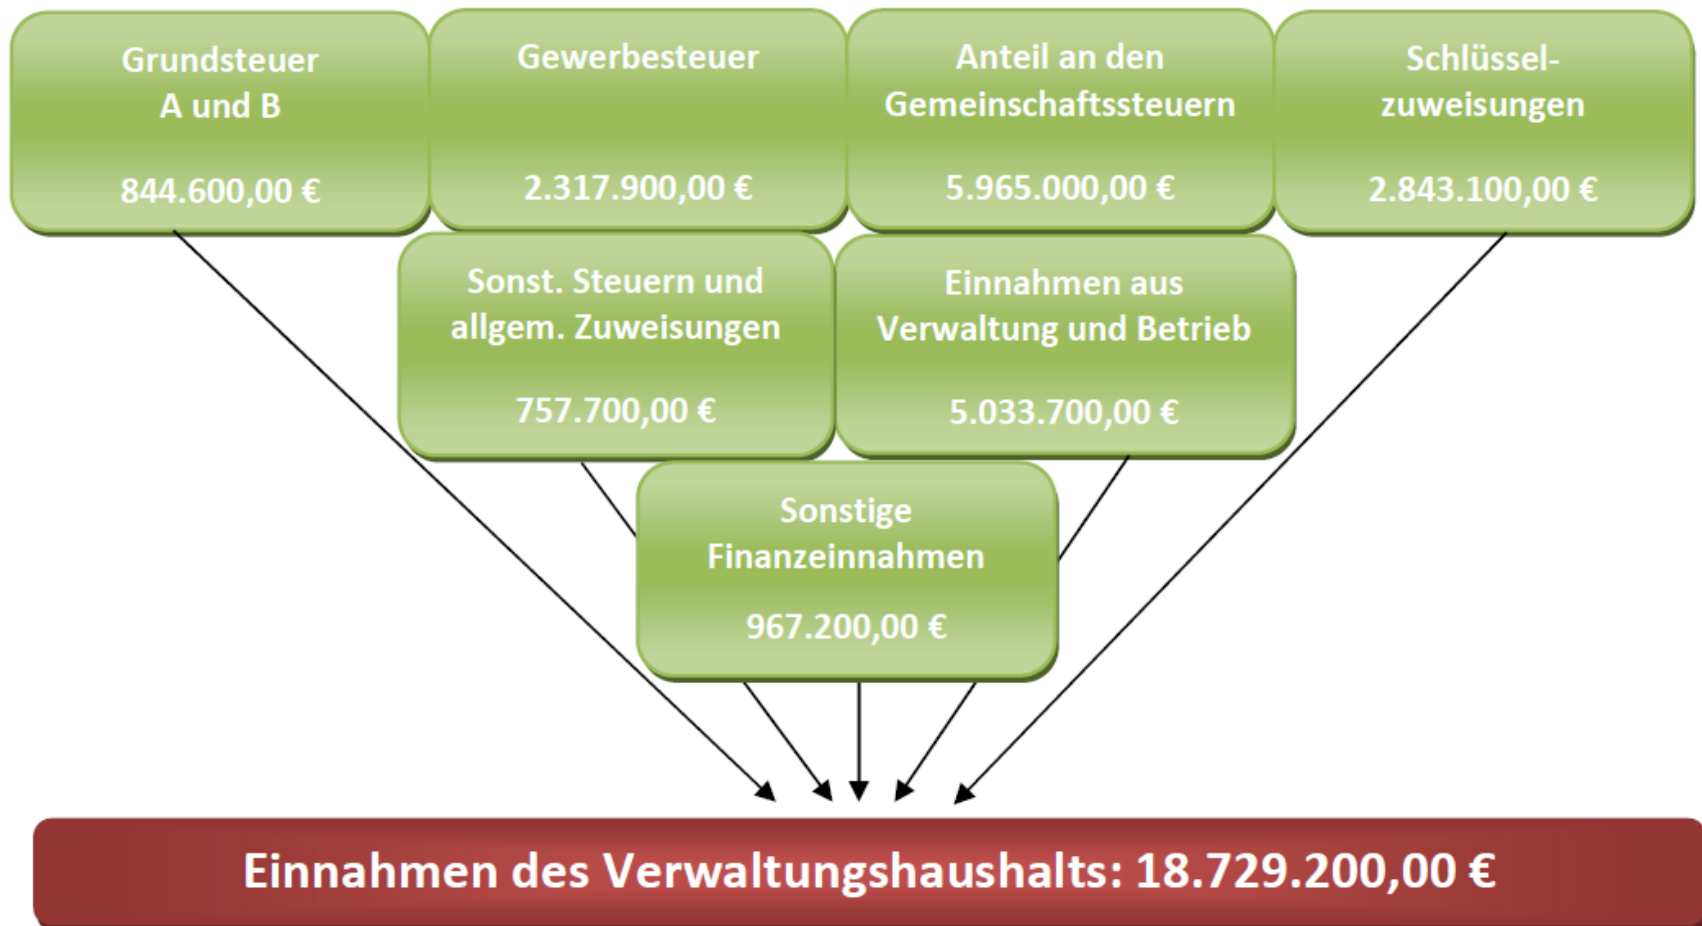 Grundsteuer
A und B
844.600,00 €
Gewerbesteuer
2.317.900,00 €
Anteil an den
Gemeinschaftssteuern
5.965.000,00 €
Schlüssel-
zuweisungen
2.843.100,00 €
Sonst. Steuern und
allgem. Zuweisungen
757.700,00 €
Einnahmen aus
Verwaltung und Betrieb
5.033.700,00 €
Sonstige
Finanzeinnahmen
967.200,00 €
Einnahmen des Verwaltungshaushalts: 18.729.200,00 €